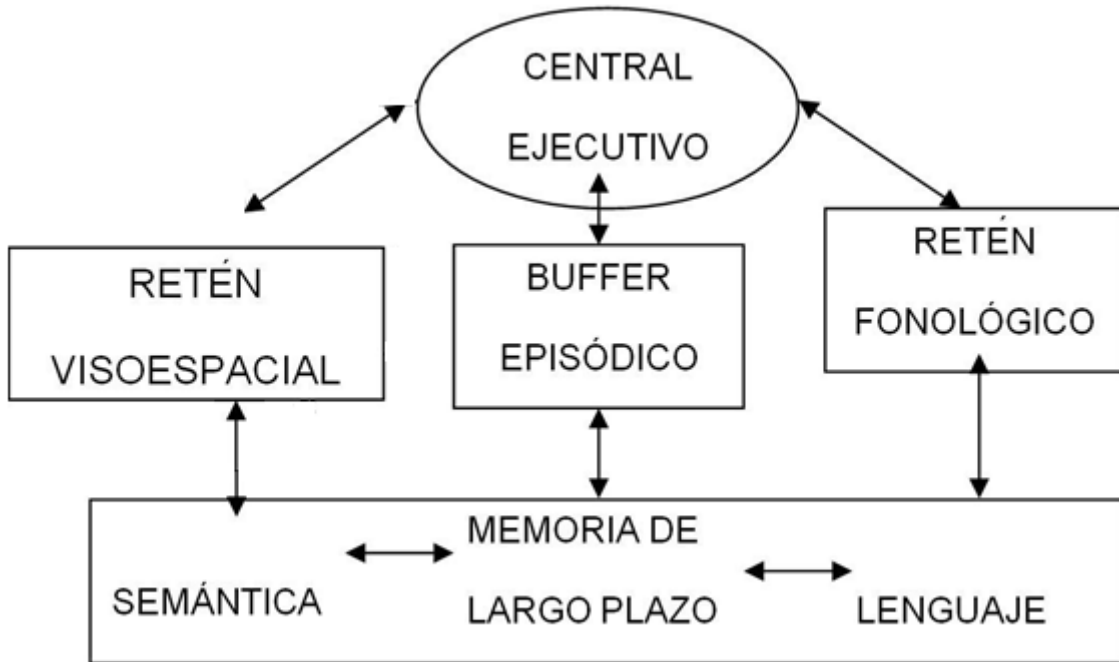 CENTRAL
EJECUTIVO
RETÉN
VISOESPACIAL
BUFFER
EPISÓDICO
RETÉN
FONOLÓGICO
SEMÁNTICA
MEMORIA DE
LARGO PLAZO
LENGUAJE